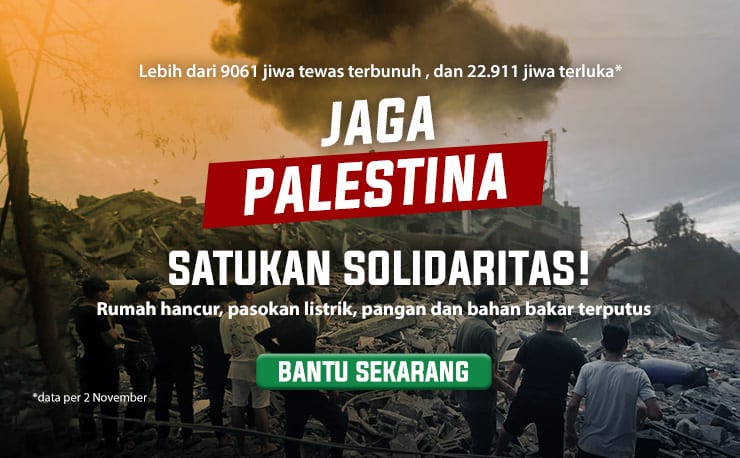 Lebih dari 9061 jiwa tewas terbunuh , dan 22.911 jiwa terluka*
JAGA
PALESTINA
SATUKAN SOLIDARITAS!
Rumah hancur, pasokan listrik, pangan dan bahan bakar terputus
BANTU SEKARANG
*data per 2 November